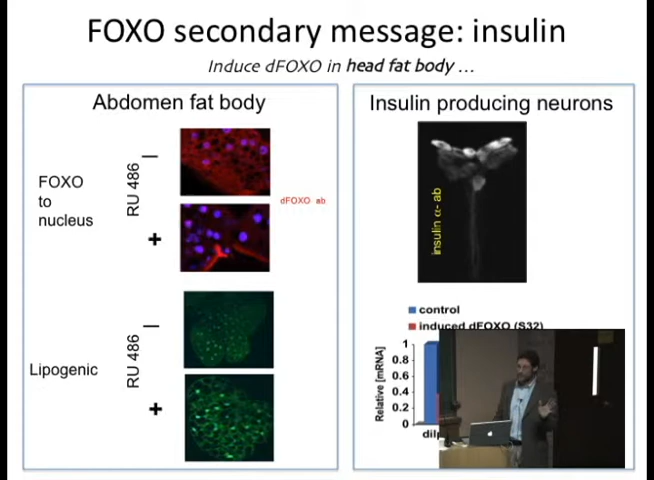 FOXO secondary message: insulin
Induce dFOXO in head fat body ...
Abdomen fat body
FOXO
to
nucleus
RU 486
—
+
dFOXO ab
Lipogenic
RU 486
—
+
Insulin producing neurons
insulin α- ab
control
induced dFOXO (S32)
Relative [mRNA]
1
0.8
0.6
0.4
0.2
0